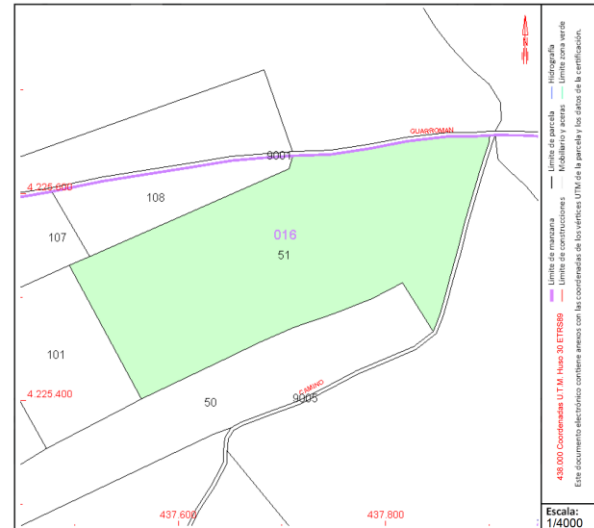 GUARROMAN
9001
4.225.600
108
107
016
51
101
4.225.400
CAMINO
9005
50
437.600
437.800
Límite de manzana
Límite de parcela
Hidrografía
Límite de construcciones
Mobiliario y aceras
Límite zona verde
438.000 Coordenadas U.T.M. Huso 30 ETRS89
Este documento electrónico contiene anexos con las coordenadas de los vértices UTM de la parcela y los datos de la certificación.
Escala:
1/4000